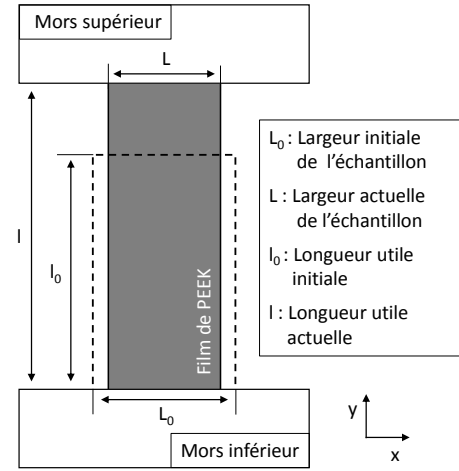 Mors supérieur
L
l
l₀
Film de PEEK
L₀
Mors inférieur
L₀ : Largeur initiale
de l'échantillon
L : Largeur actuelle
de l'échantillon
l₀ : Longueur utile
initiale
l : Longueur utile
actuelle
y
x